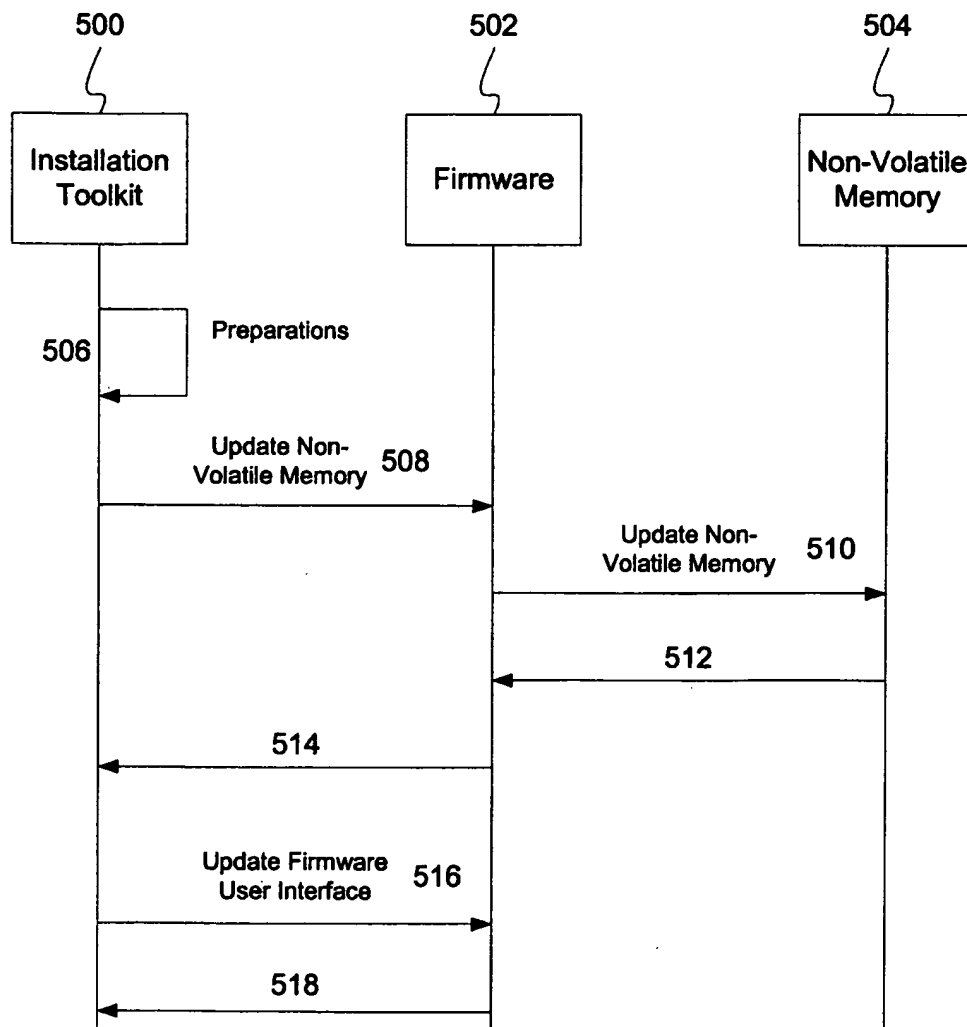 500
502
504
Installation
Toolkit
Firmware
Non-Volatile
Memory
506
Preparations
Update Non-
Volatile Memory
508
Update Non-
Volatile Memory
510
512
514
Update Firmware
User Interface
516
518